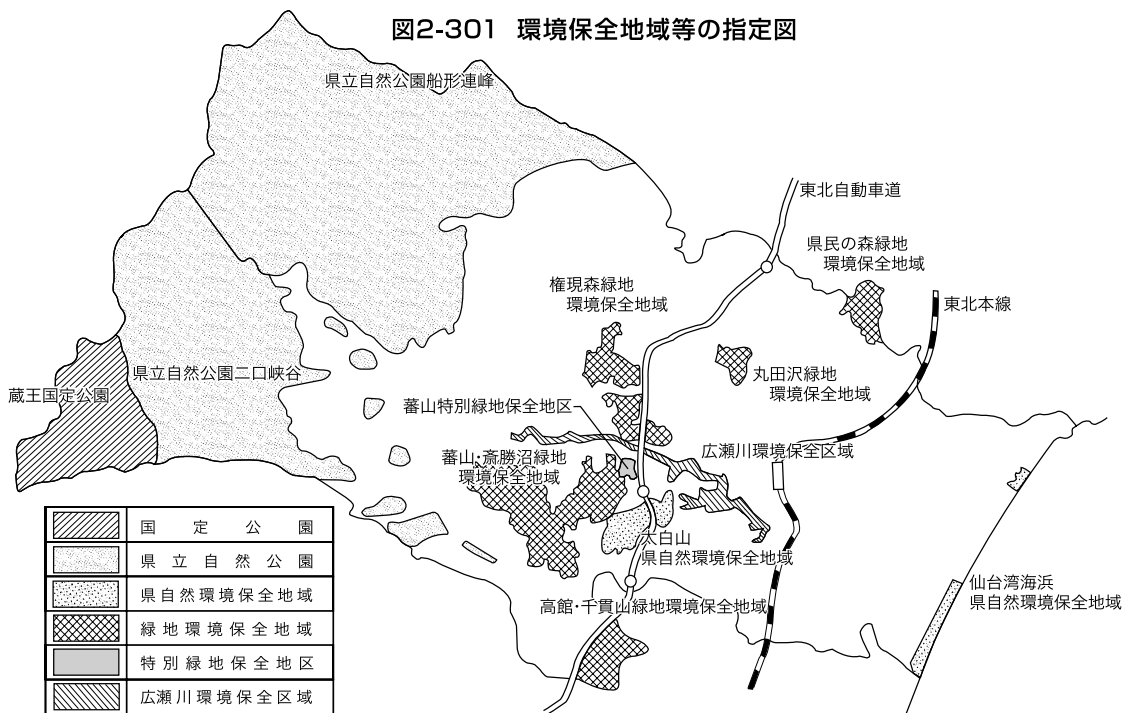 図2-301 環境保全地域等の指定図
県立自然公園船形連峰
東北自動車道
県民の森緑地
環境保全地域
権現森緑地
環境保全地域
東北本線
県立自然公園二口峡谷
丸田沢緑地
環境保全地域
蔵王国定公園
蕃山特別緑地保全地区
広瀬川環境保全区域
蕃山・斎勝沼緑地
環境保全地域
太白山
県自然環境保全地域
仙台湾海浜
県自然環境保全地域
高館・千貫山緑地環境保全地域
国定公園
県立自然公園
県自然環境保全地域
緑地環境保全地域
特別緑地保全地区
広瀬川環境保全区域